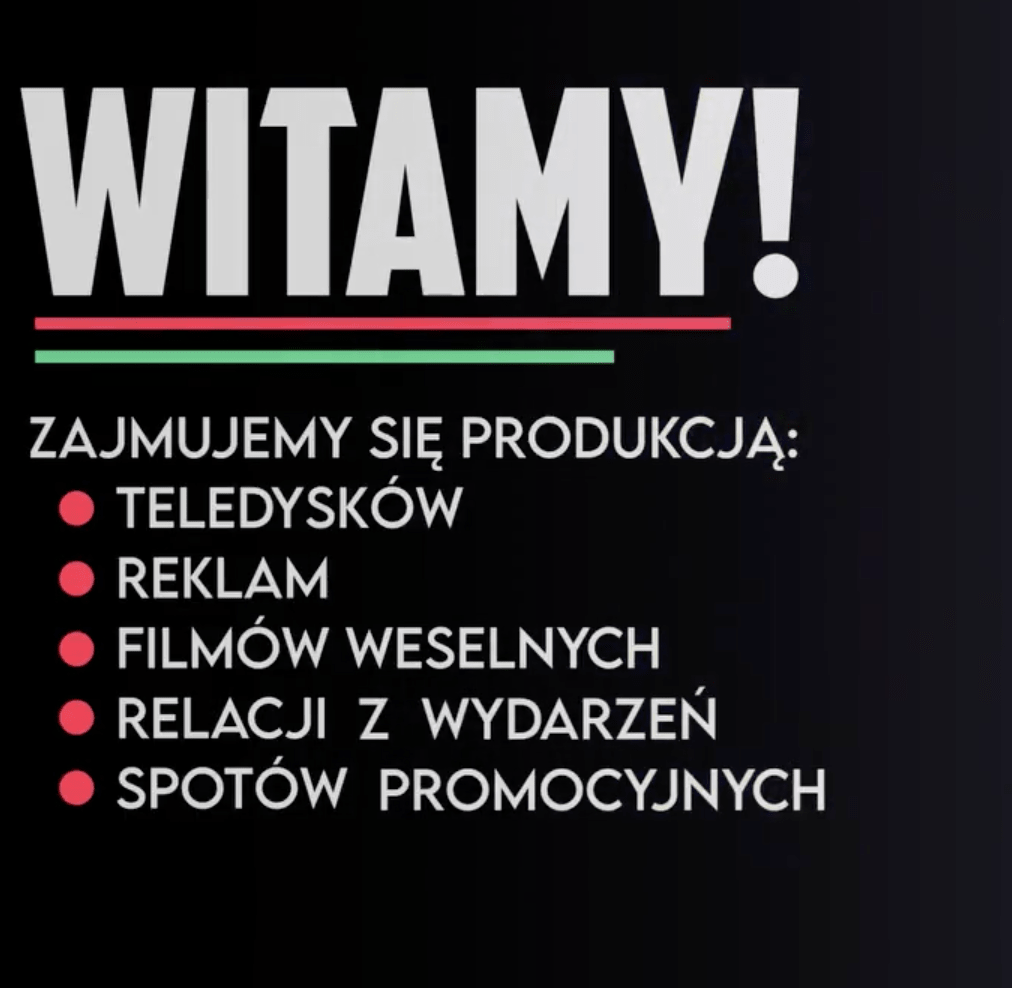 WITAMY!
ZAJMUJEMY SIĘ PRODUKCJĄ:
TELEDYSKÓW
REKLAM
FILMÓW WESELNYCH
RELACJI Z WYDARZEŃ
SPOTÓW PROMOCYJNYCH